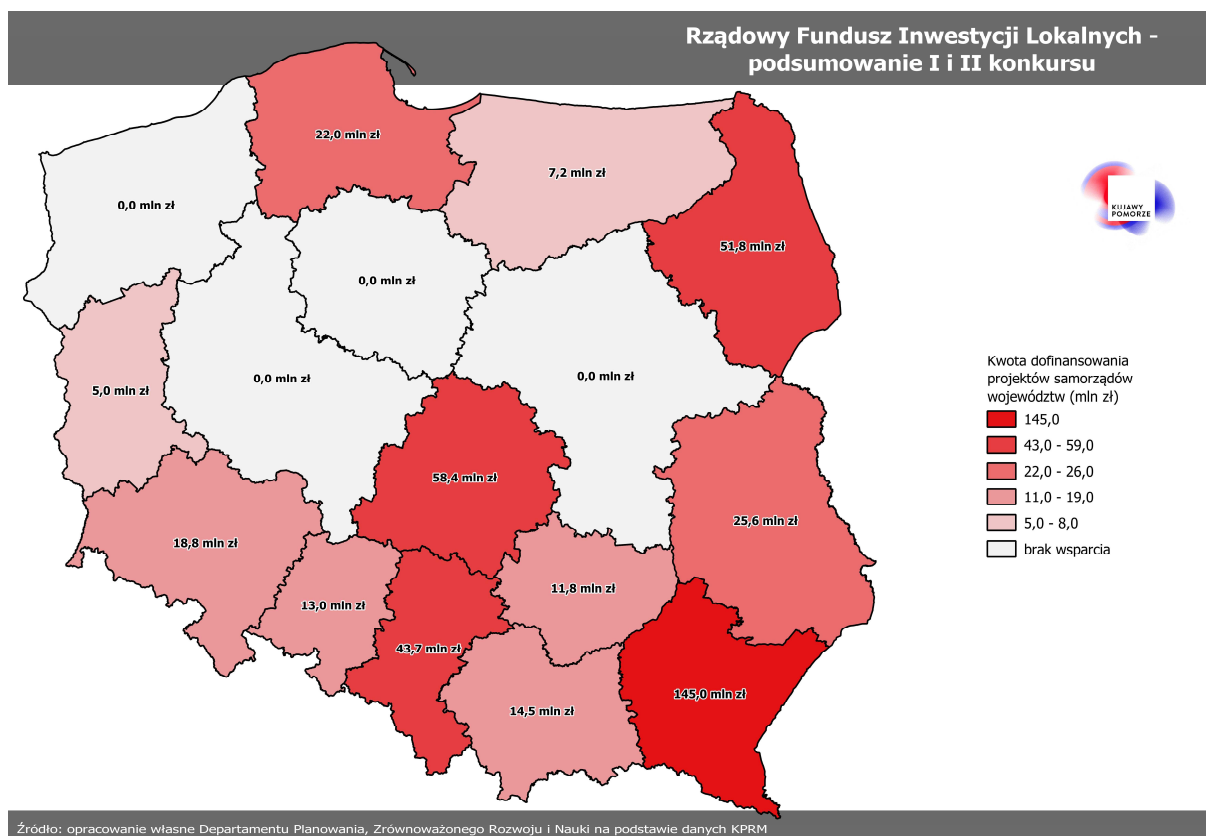 Rządowy Fundusz Inwestycji Lokalnych -
podsumowanie I i II konkursu
22,0 mln zł
7,2 mln zł
0,0 mln zł
KUJAWY
POMORZE
51,8 mln zł
0,0 mln zł
0,0 mln zł
0,0 mln zł
5,0 mln zł
Kwota dofinansowania
projektów samorządów
województw (mln zł)
145,0
43,0 - 59,0
22,0 - 26,0
11,0 - 19,0
5,0 - 8,0
brak wsparcia
58,4 mln zł
25,6 mln zł
18,8 mln zł
11,8 mln zł
13,0 mln zł
43,7 mln zł
145,0 mln zł
14,5 mln zł
Źródło: opracowanie własne Departamentu Planowania, Zrównoważonego Rozwoju i Nauki na podstawie danych KPRM